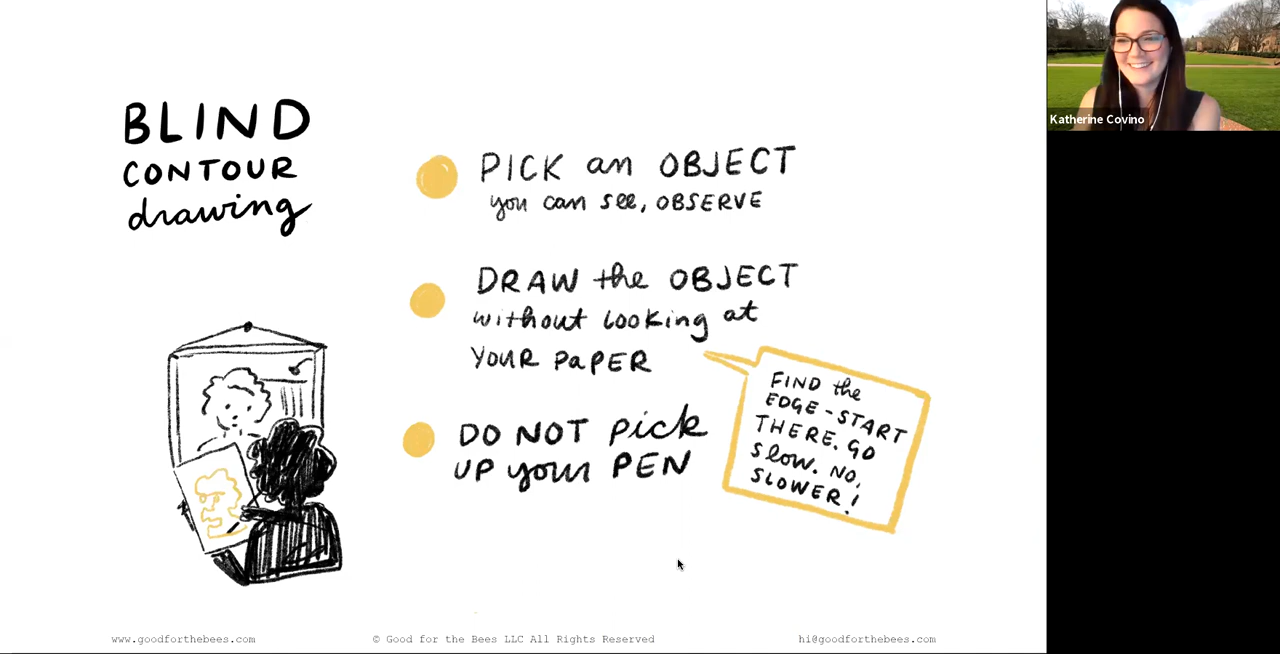 BLIND
CONTOUR
drawing
PICK an OBJECT
you can see, OBSERVE
DRAW the OBJECT
without looking at
YOUR PaPER
FIND the
EDGE - START
THERE. GO
slow. NO,
SLOWER!
DO NOT pick
UP your PEN
www.goodforthebees.com
© Good for the Bees LLC All Rights Reserved
hi@goodforthebees.com
Katherine Covino